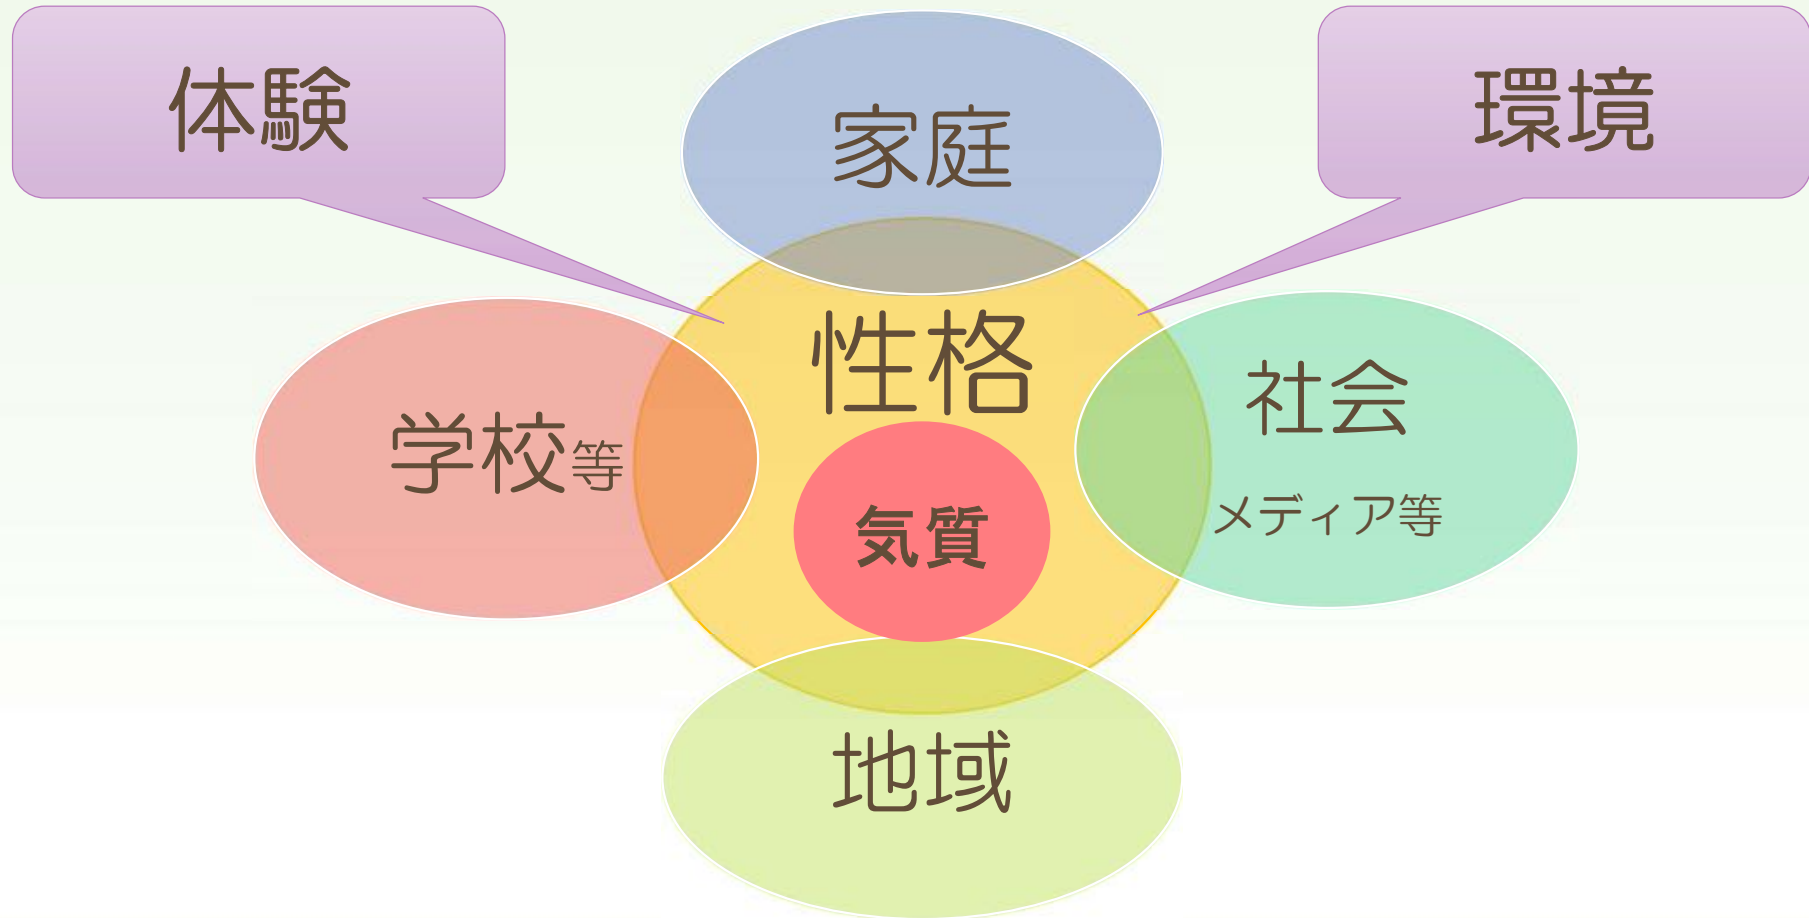 体験
家庭
環境
性格
学校等
社会
メディア等
気質
地域